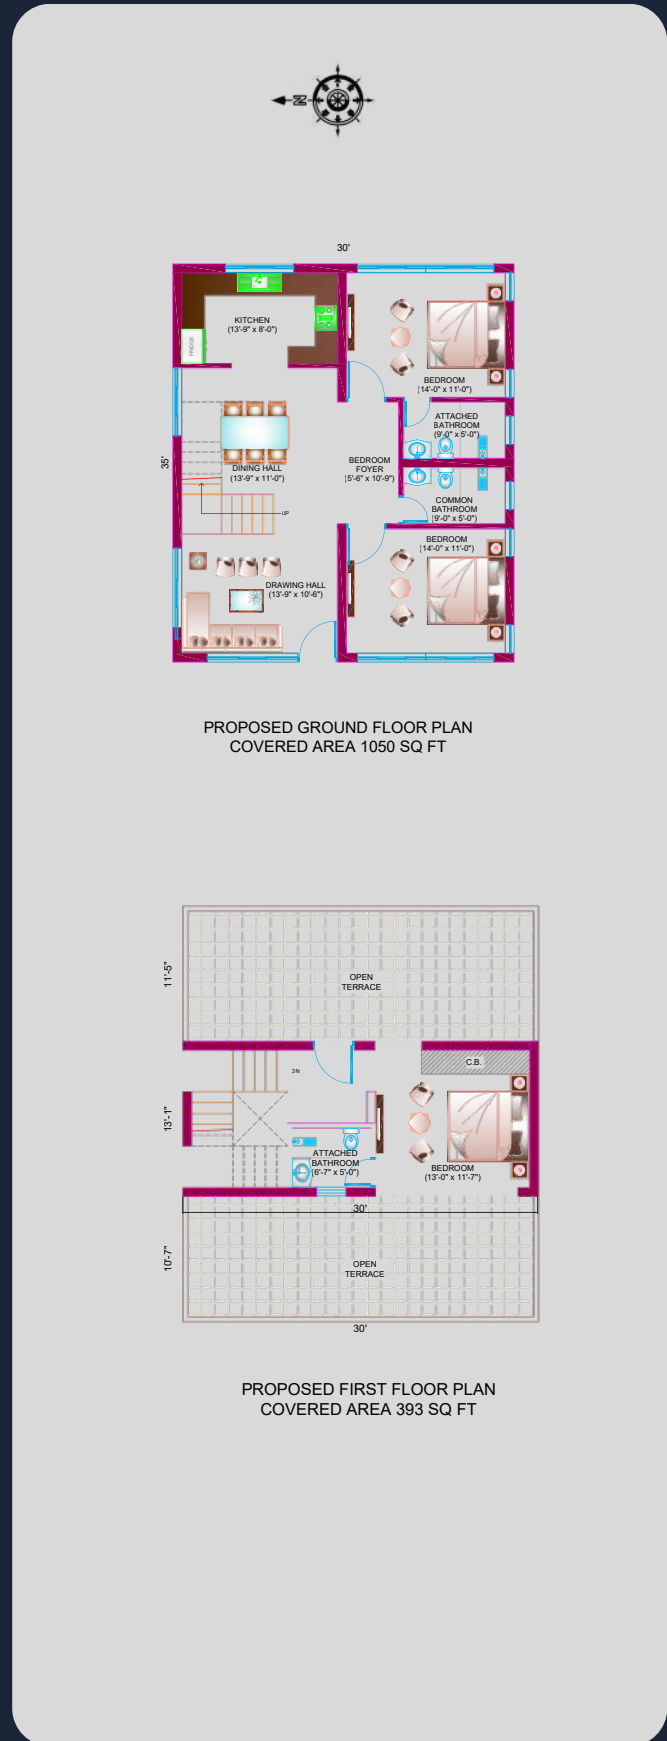 N
30'
KITCHEN
(13'-9" x 8'-0")
FRIDGE
BEDROOM
(14'-0" x 11'-0")
ATTACHED
BATHROOM
(9'-0" x 5'-0")
35'
DINING HALL
(13'-9" x 11'-0")
BEDROOM
FOYER
(5'-6" x 10'-9")
COMMON
BATHROOM
(9'-0" x 5'-0")
UP
BEDROOM
(14'-0" x 11'-0")
DRAWING HALL
(13'-9" x 10'-6")
PROPOSED GROUND FLOOR PLAN
COVERED AREA 1050 SQ FT
11'-5"
OPEN
TERRACE
C.B.
DN
13'-1"
ATTACHED
BATHROOM
(6'-7" x 5'-0")
BEDROOM
(13'-0" x 11'-7")
30'
10'-7"
OPEN
TERRACE
30'
PROPOSED FIRST FLOOR PLAN
COVERED AREA 393 SQ FT